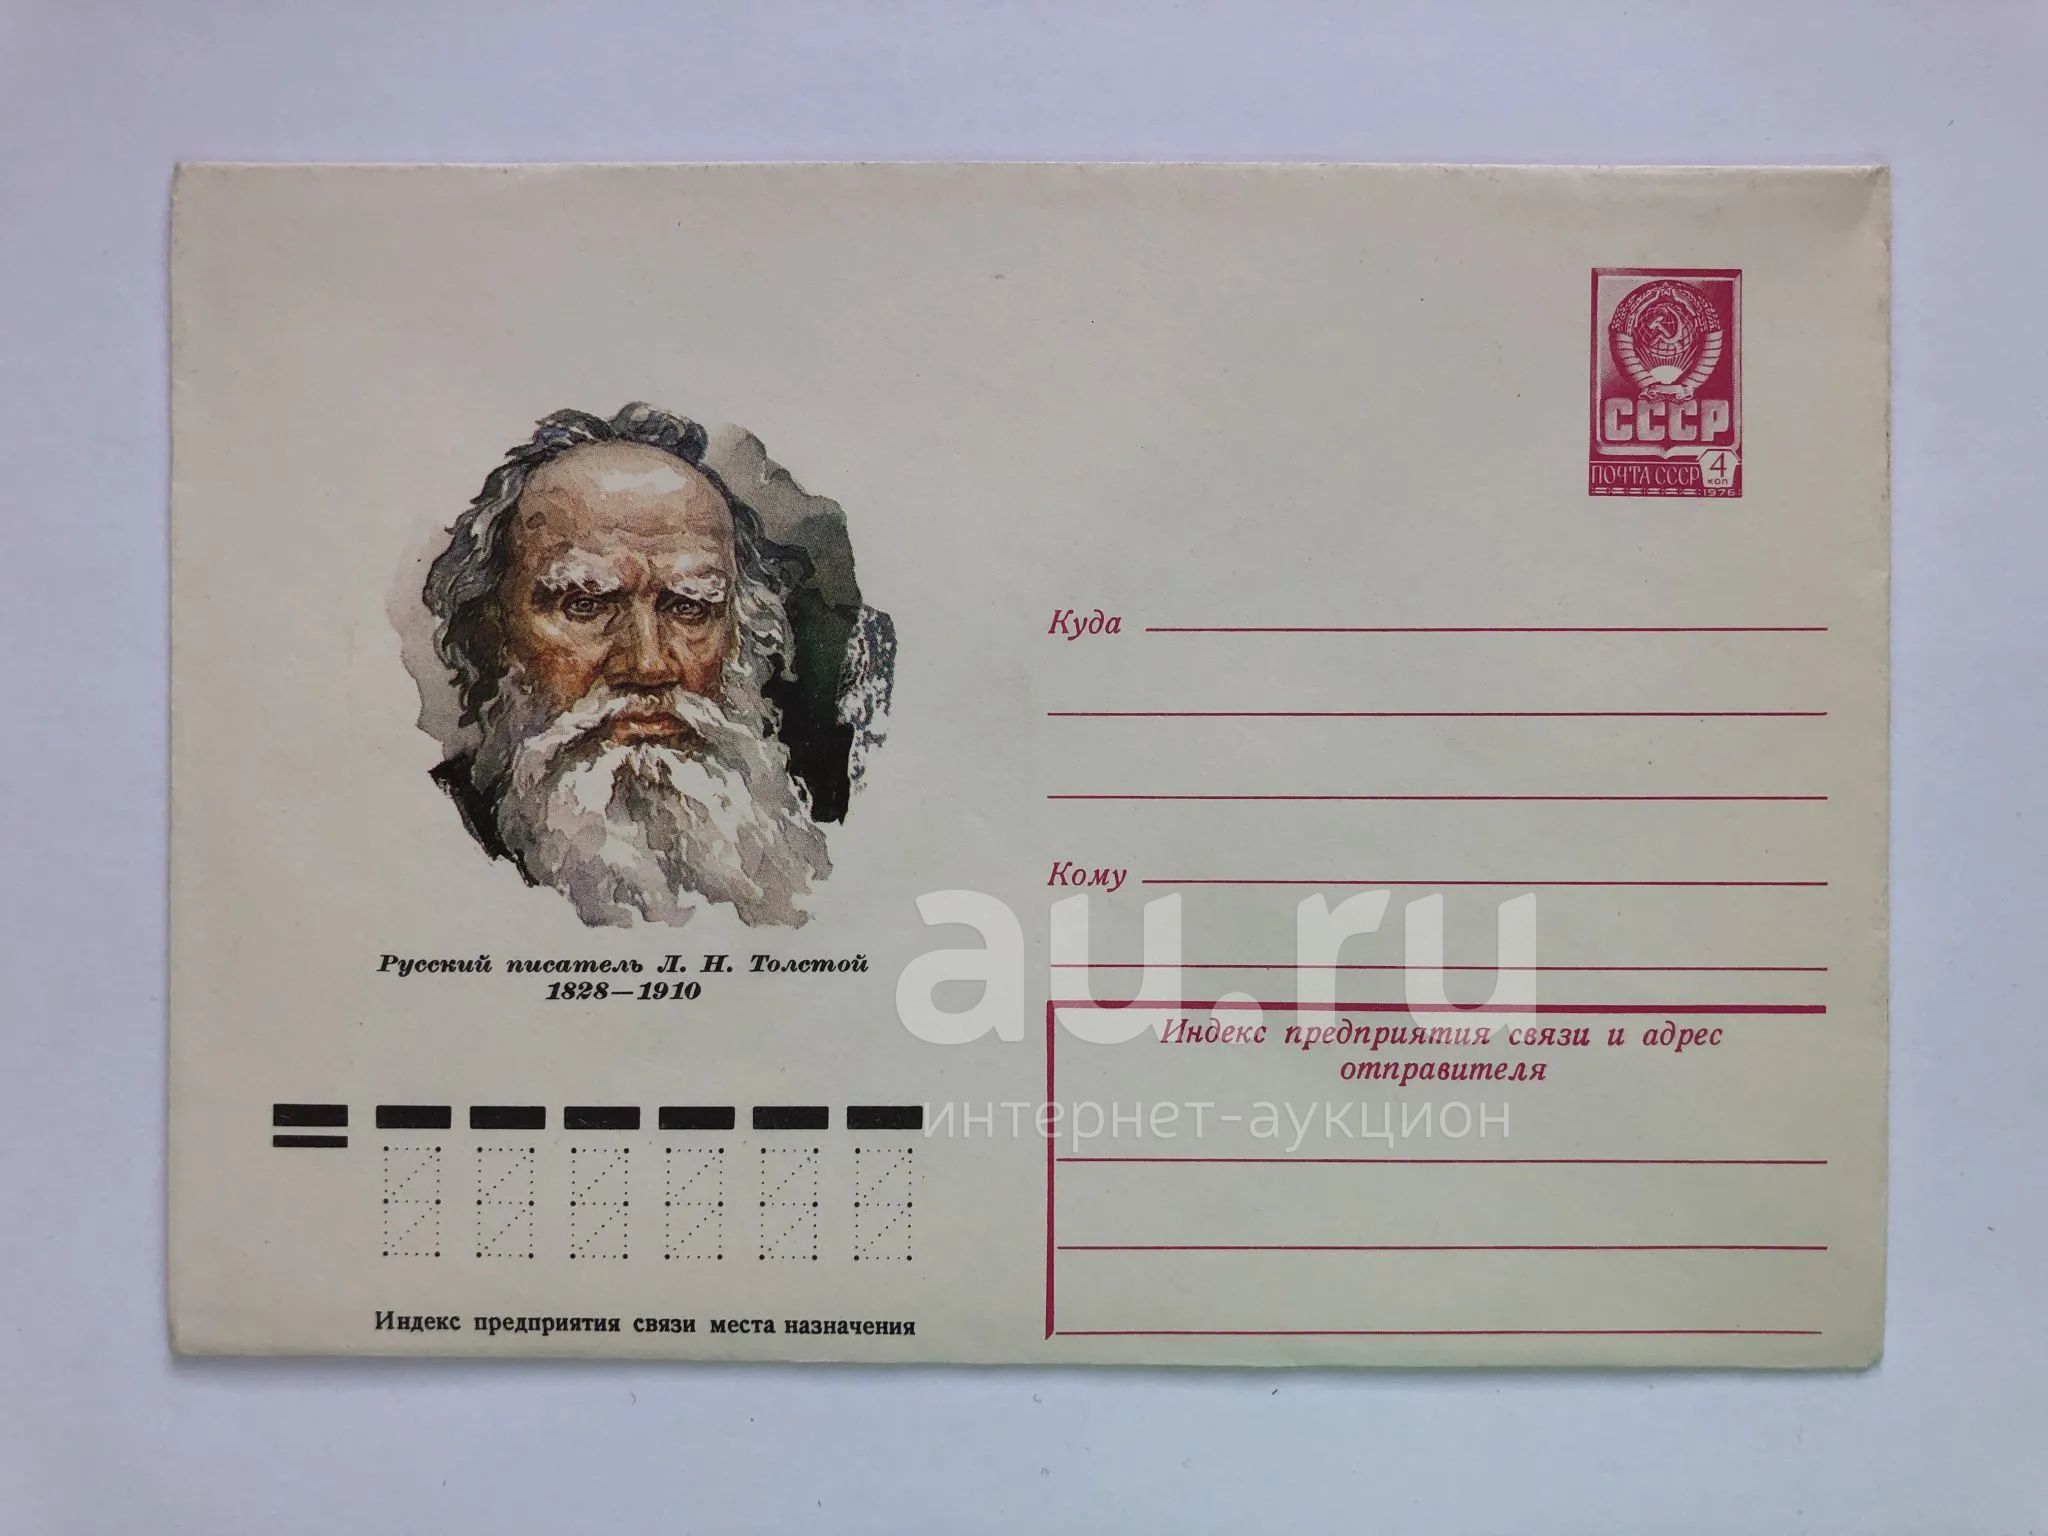 СССР
ПОЧТА СССР 4
КОП
1976
Куда
Кому
Русский писатель Л. Н. Толстой
1828—1910
au.ru
интернет-аукцион
Индекс предприятия связи и адрес
отправителя
Индекс предприятия связи места назначения